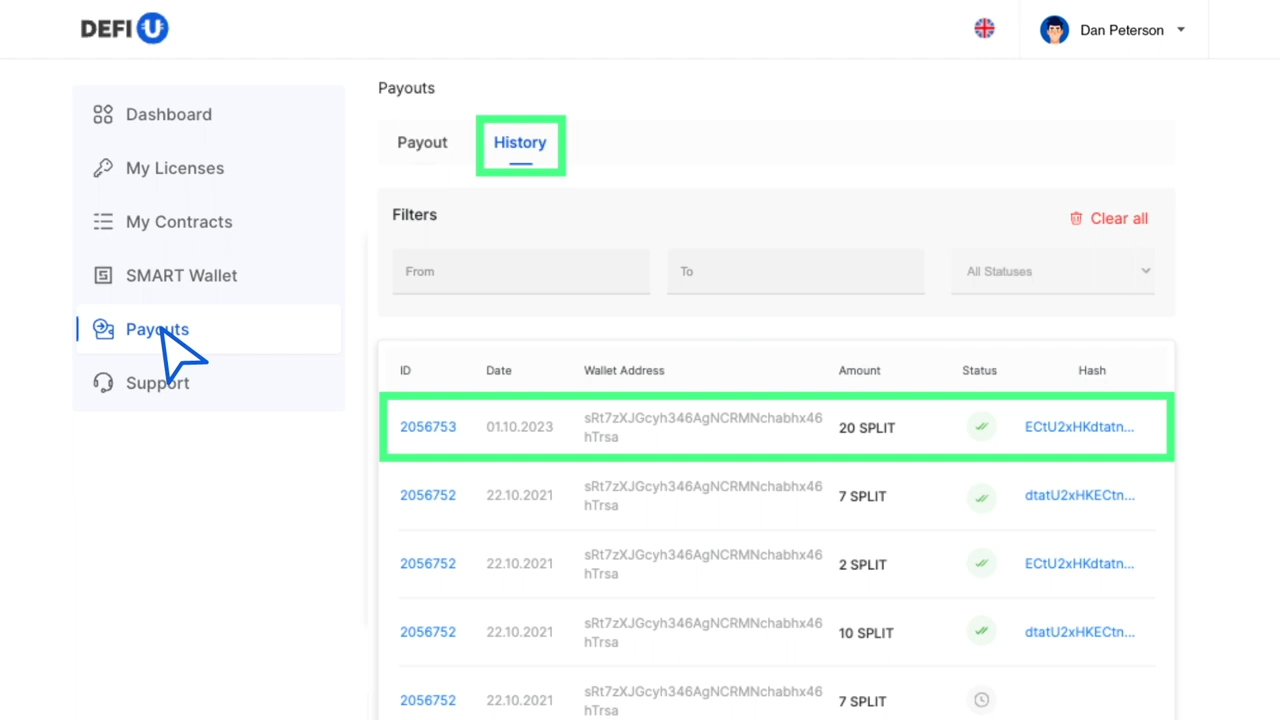 DEFI U
Dan Peterson
Dashboard
My Licenses
My Contracts
SMART Wallet
Payouts
Support
Payouts
Payout
History
Filters
Clear all
From
To
All Statuses
ID
Date
Wallet Address
Amount
Status
Hash
2056753
01.10.2023
sRt7zXJGcyh346AgNCRMNchabhx46
hTrsa
20 SPLIT
ECtU2xHKdtatn...
2056752
22.10.2021
sRt7zXJGcyh346AgNCRMNchabhx46
hTrsa
7 SPLIT
dtatU2xHKECtn...
2056752
22.10.2021
sRt7zXJGcyh346AgNCRMNchabhx46
hTrsa
2 SPLIT
ECtU2xHKdtatn...
2056752
22.10.2021
sRt7zXJGcyh346AgNCRMNchabhx46
hTrsa
10 SPLIT
dtatU2xHKECtn...
2056752
22.10.2021
sRt7zXJGcyh346AgNCRMNchabhx46
hTrsa
7 SPLIT